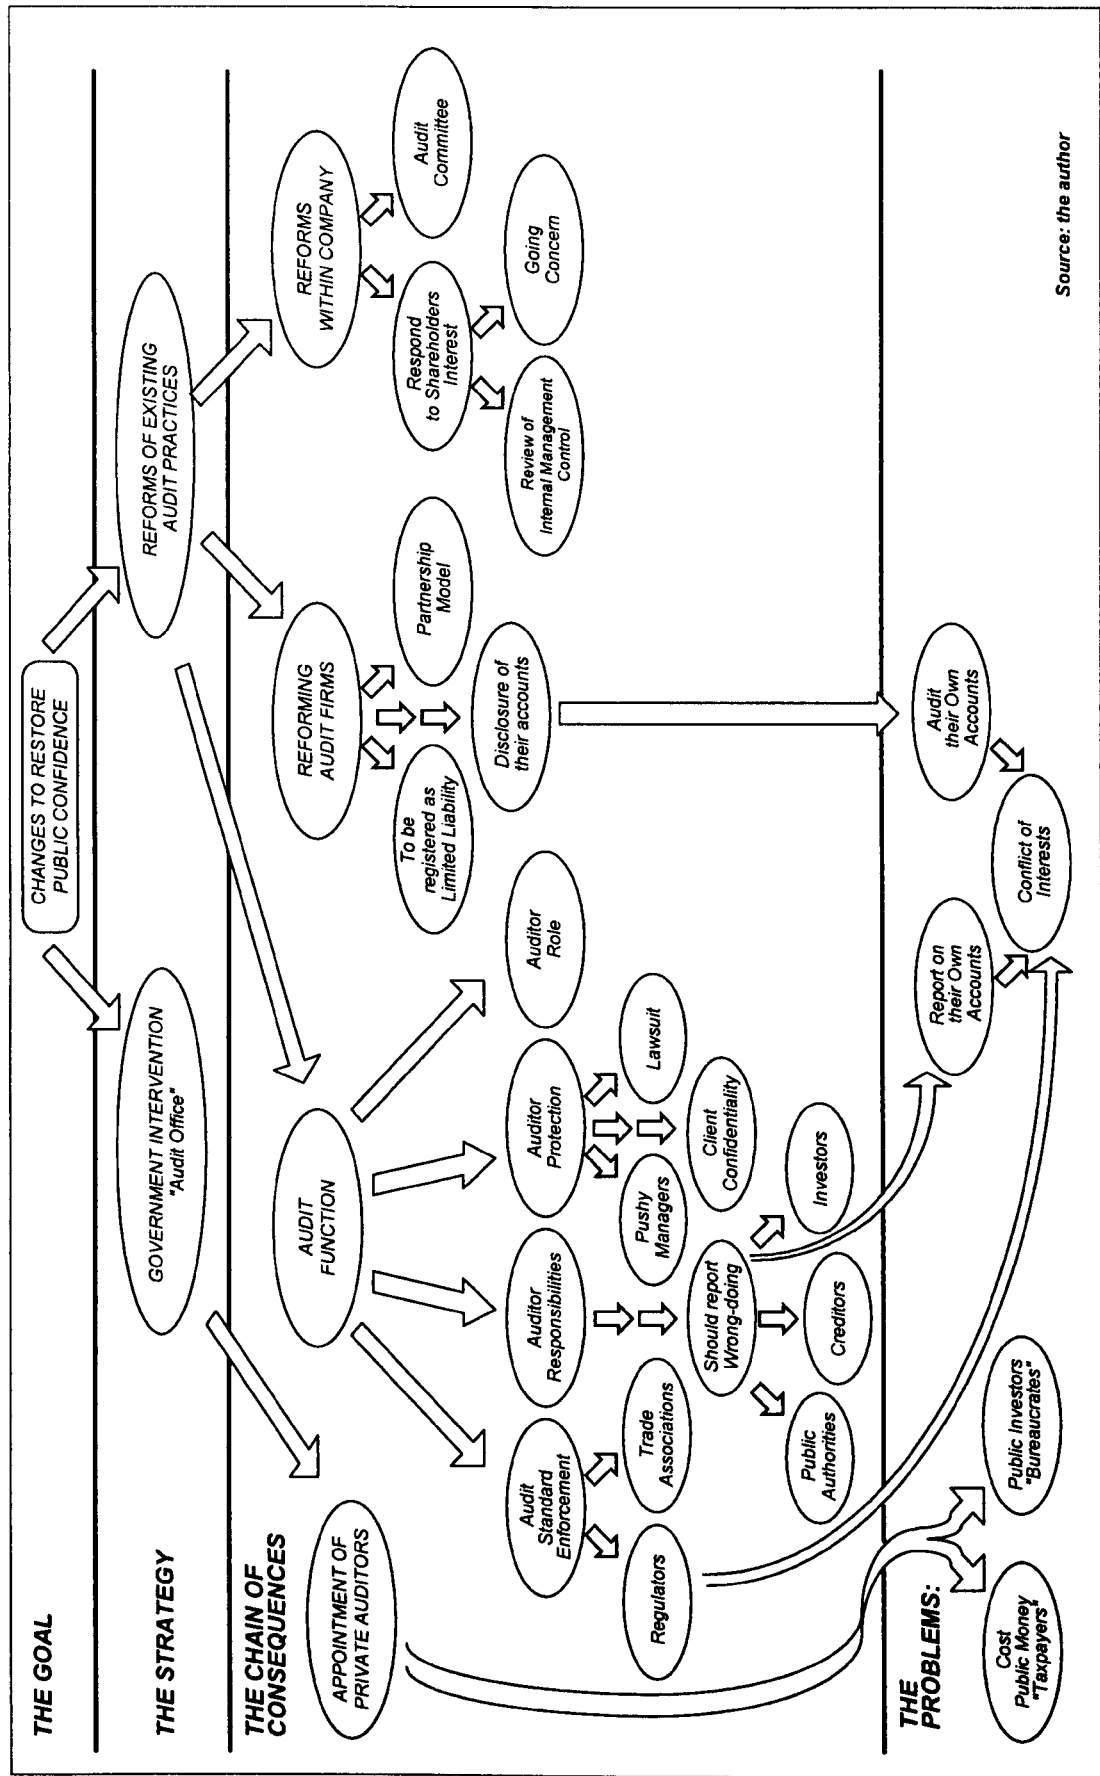 THE GOAL
CHANGES TO RESTORE
PUBLIC CONFIDENCE
THE STRATEGY
GOVERNMENT INTERVENTION
"Audit Office"
REFORMS OF EXISTING
AUDIT PRACTICES
THE CHAIN OF
CONSEQUENCES
APPOINTMENT OF
PRIVATE AUDITORS
AUDIT
FUNCTION
REFORMING
AUDIT FIRMS
REFORMS
WITHIN COMPANY
To be
registered as
Limited Liability
Partnership
Model
Respond
to Shareholders
Interest
Audit
Committee
Audit
Standard
Enforcement
Auditor
Responsibilities
Auditor
Protection
Auditor
Role
Disclosure of
their accounts
Review of
Internal Management
Control
Going
Concern
Regulators
Trade
Associations
Pushy
Managers
Lawsuit
Should report
Wrong-doing
Client
Confidentiality
Public
Authorities
Creditors
Investors
THE
PROBLEMS:
Report on
their Own
Accounts
Audit
their Own
Accounts
Cost
Public Money
"Taxpayers"
Public Investors
"Bureaucrates"
Conflict of
Interests
Source: the author